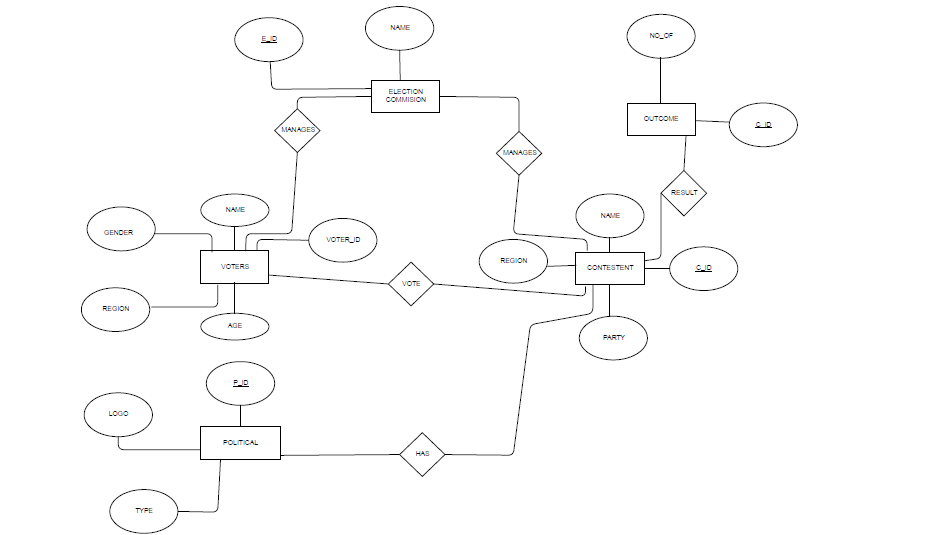 NAME
E_ID
NO_OF
ELECTION
COMMISION
OUTCOME
C_ID
MANAGES
MANAGES
RESULT
NAME
NAME
GENDER
VOTER_ID
REGION
VOTERS
CONTESTENT
C_ID
VOTE
REGION
AGE
PARTY
P_ID
LOGO
POLITICAL
HAS
TYPE